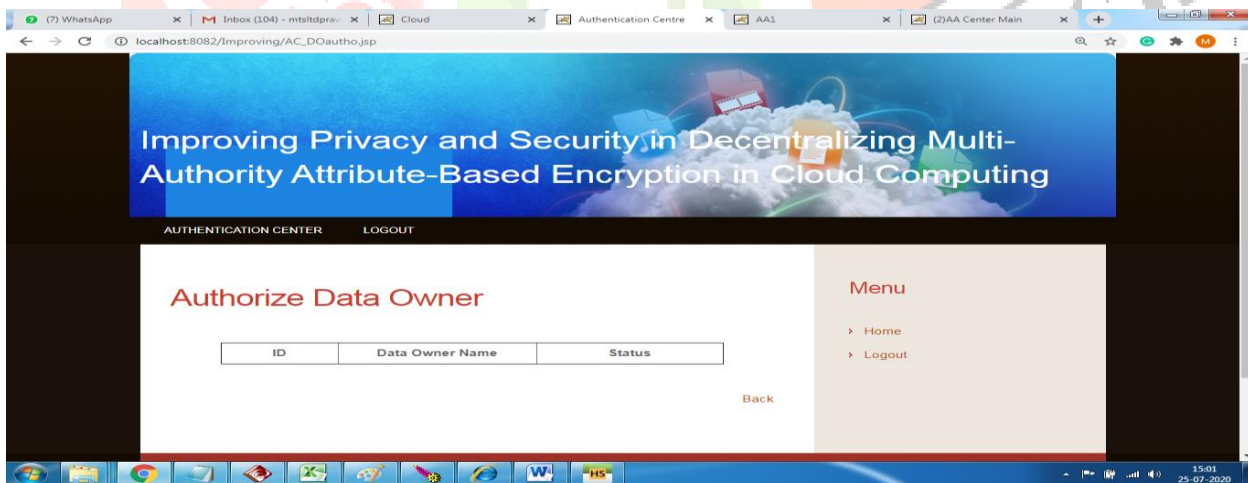 (7) WhatsApp
Inbox (104) - mtsltdprav
Cloud
Authentication Centre
AA1
(2)AA Center Main
localhost:8082/Improving/AC_DOautho.jsp
M
Improving Privacy and Security in Decentralizing Multi-
Authority Attribute-Based Encryption in Cloud Computing
AUTHENTICATION CENTER LOGOUT
Authorize Data Owner
ID Data Owner Name Status
Back
Menu
Home
Logout
HS
15:01
25-07-2020